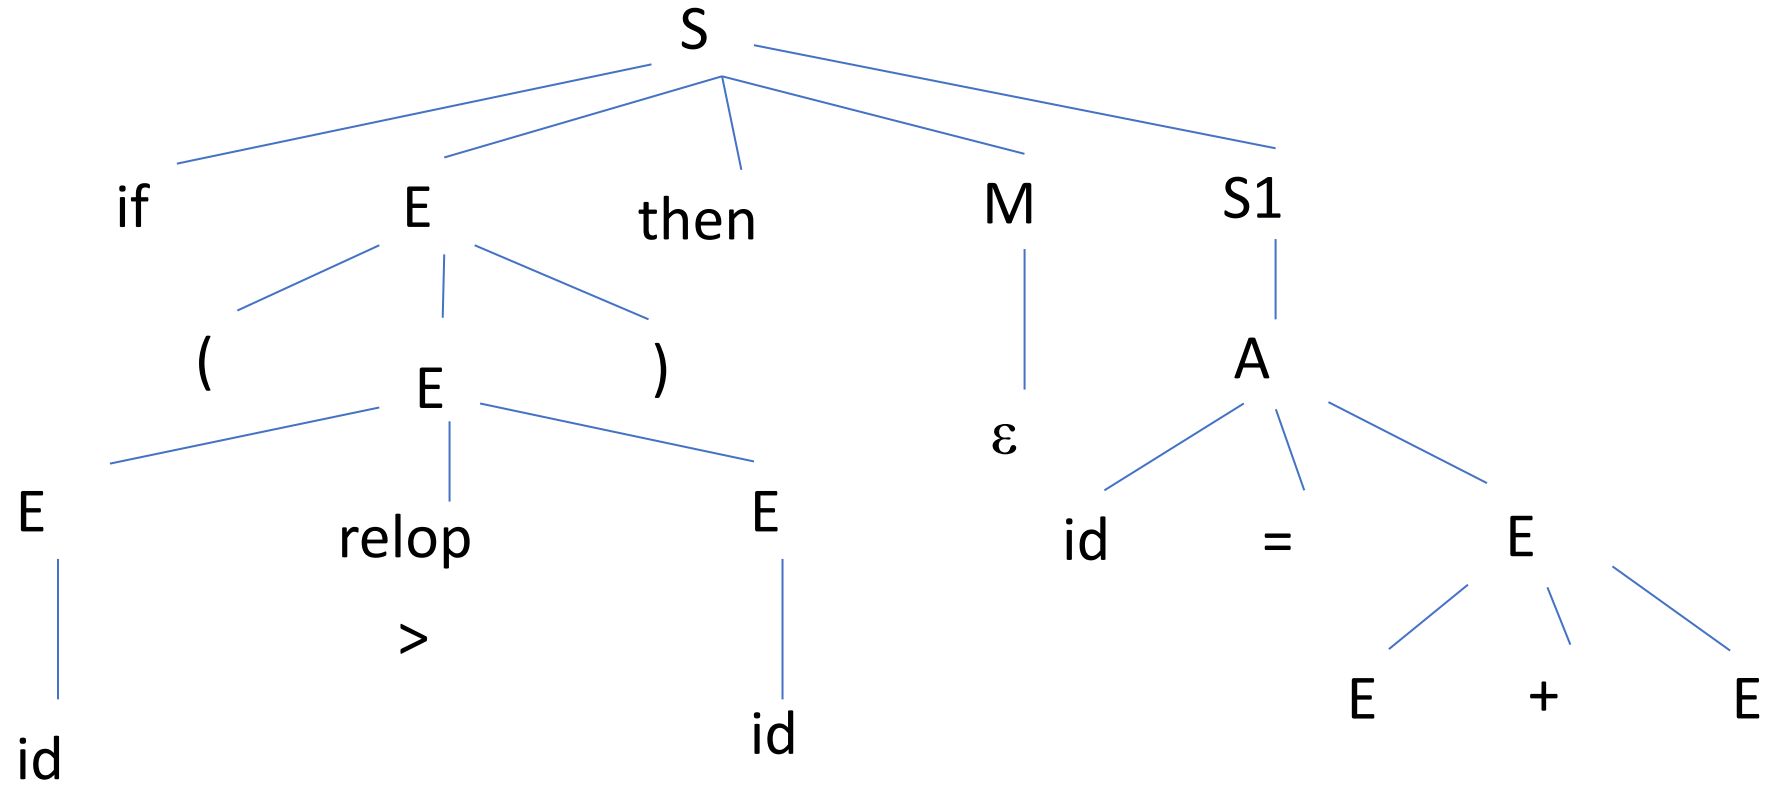 S
if E then M S1
( E ) A
ε
E relop E id = E
>
E + E
id id